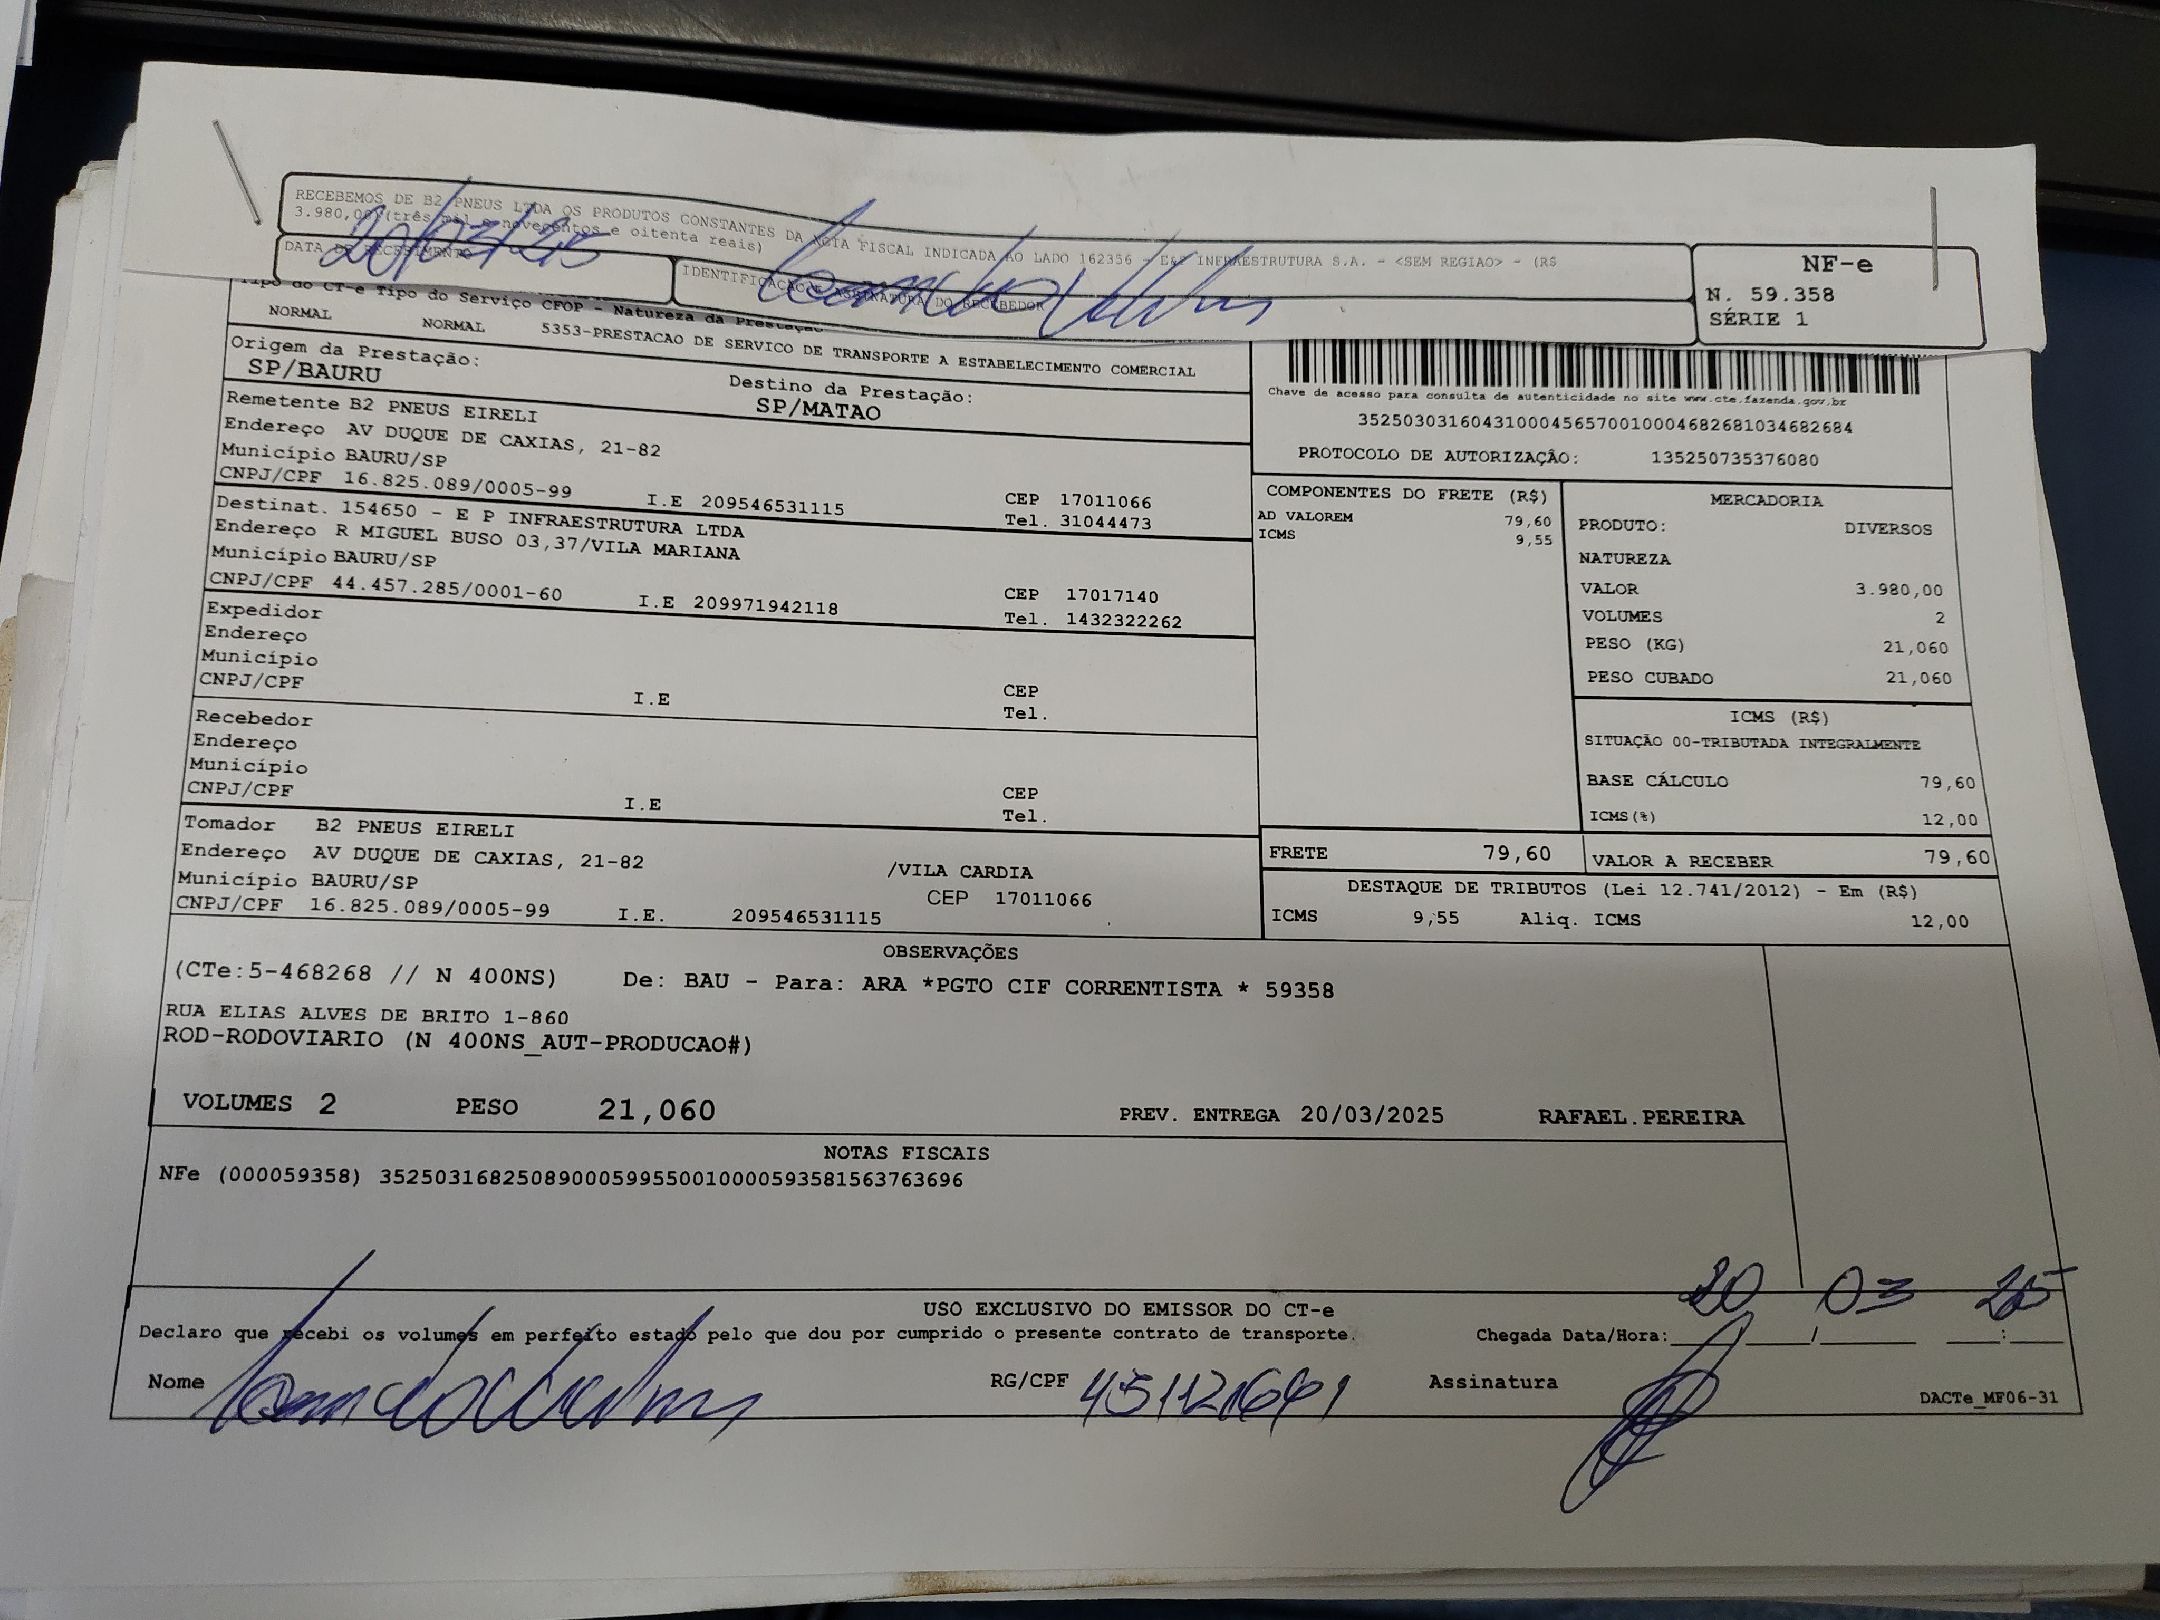 RECEBEMOS DE B2 PNEUS LTDA OS PRODUTOS CONSTANTES DA NOTA FISCAL INDICADA AO LADO 162356 - E&P INFRAESTRUTURA S.A. - <SEM REGIAO> - (R$
3.980,00)(três mil e novecentos e oitenta reais)
DATA DE RECEBIMENTO
20/03/25
IDENTIFICAÇÃO E ASSINATURA DO RECEBEDOR
NF-e
N. 59.358
SÉRIE 1
Tipo do CT-e Tipo do Serviço CFOP - Natureza da Prestação
NORMAL NORMAL 5353-PRESTACAO DE SERVICO DE TRANSPORTE A ESTABELECIMENTO COMERCIAL
Origem da Prestação:
SP/BAURU
Destino da Prestação:
SP/MATAO
Remetente B2 PNEUS EIRELI
Endereço AV DUQUE DE CAXIAS, 21-82
Município BAURU/SP
CNPJ/CPF 16.825.089/0005-99 I.E 209546531115
CEP 17011066
Tel. 31044473
Destinat. 154650 - E P INFRAESTRUTURA LTDA
Endereço R MIGUEL BUSO 03,37/VILA MARIANA
Município BAURU/SP
CNPJ/CPF 44.457.285/0001-60 I.E 209971942118
CEP 17017140
Tel. 1432322262
Expedidor
Endereço
Município
CNPJ/CPF I.E
CEP
Tel.
Recebedor
Endereço
Município
CNPJ/CPF I.E
CEP
Tel.
Tomador B2 PNEUS EIRELI
Endereço AV DUQUE DE CAXIAS, 21-82 /VILA CARDIA
Município BAURU/SP CEP 17011066
CNPJ/CPF 16.825.089/0005-99 I.E. 209546531115
Chave de acesso para consulta de autenticidade no site www.cte.fazenda.gov.br
35250303160431000456570010004682681034682684
PROTOCOLO DE AUTORIZAÇÃO: 135250735376080
COMPONENTES DO FRETE (R$)
AD VALOREM 79,60
ICMS 9,55
MERCADORIA
PRODUTO: DIVERSOS
NATUREZA
VALOR 3.980,00
VOLUMES 2
PESO (KG) 21,060
PESO CUBADO 21,060
ICMS (R$)
SITUAÇÃO 00-TRIBUTADA INTEGRALMENTE
BASE CÁLCULO 79,60
ICMS(%) 12,00
FRETE 79,60 VALOR A RECEBER 79,60
DESTAQUE DE TRIBUTOS (Lei 12.741/2012) - Em (R$)
ICMS 9,55 Aliq. ICMS 12,00
OBSERVAÇÕES
(CTe:5-468268 // N 400NS) De: BAU - Para: ARA *PGTO CIF CORRENTISTA * 59358
RUA ELIAS ALVES DE BRITO 1-860
ROD-RODOVIARIO (N 400NS_AUT-PRODUCAO#)
VOLUMES 2 PESO 21,060 PREV. ENTREGA 20/03/2025 RAFAEL.PEREIRA
NOTAS FISCAIS
NFe (000059358) 35250316825089000599550010000593581563763696
USO EXCLUSIVO DO EMISSOR DO CT-e
Declaro que recebi os volumes em perfeito estado pelo que dou por cumprido o presente contrato de transporte.
Chegada Data/Hora: 20 03 25
Nome
RG/CPF
Assinatura
DACTe_MF06-31